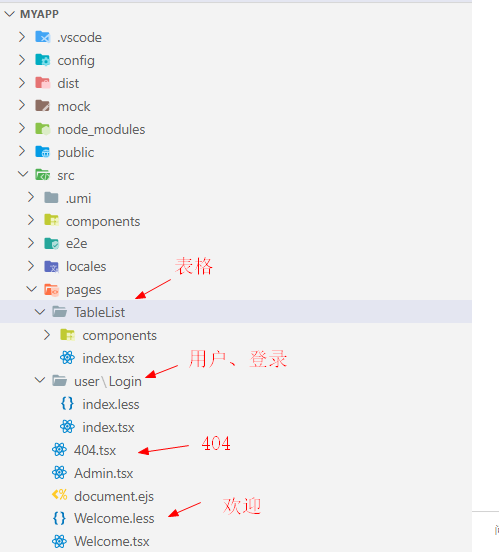 MYAPP
.vscode
config
dist
mock
node_modules
public
src
.umi
components
e2e
locales
表格
pages
TableList
components
index.tsx
用户、登录
user\Login
index.less
index.tsx
404.tsx
404
Admin.tsx
document.ejs
欢迎
Welcome.less
Welcome.tsx